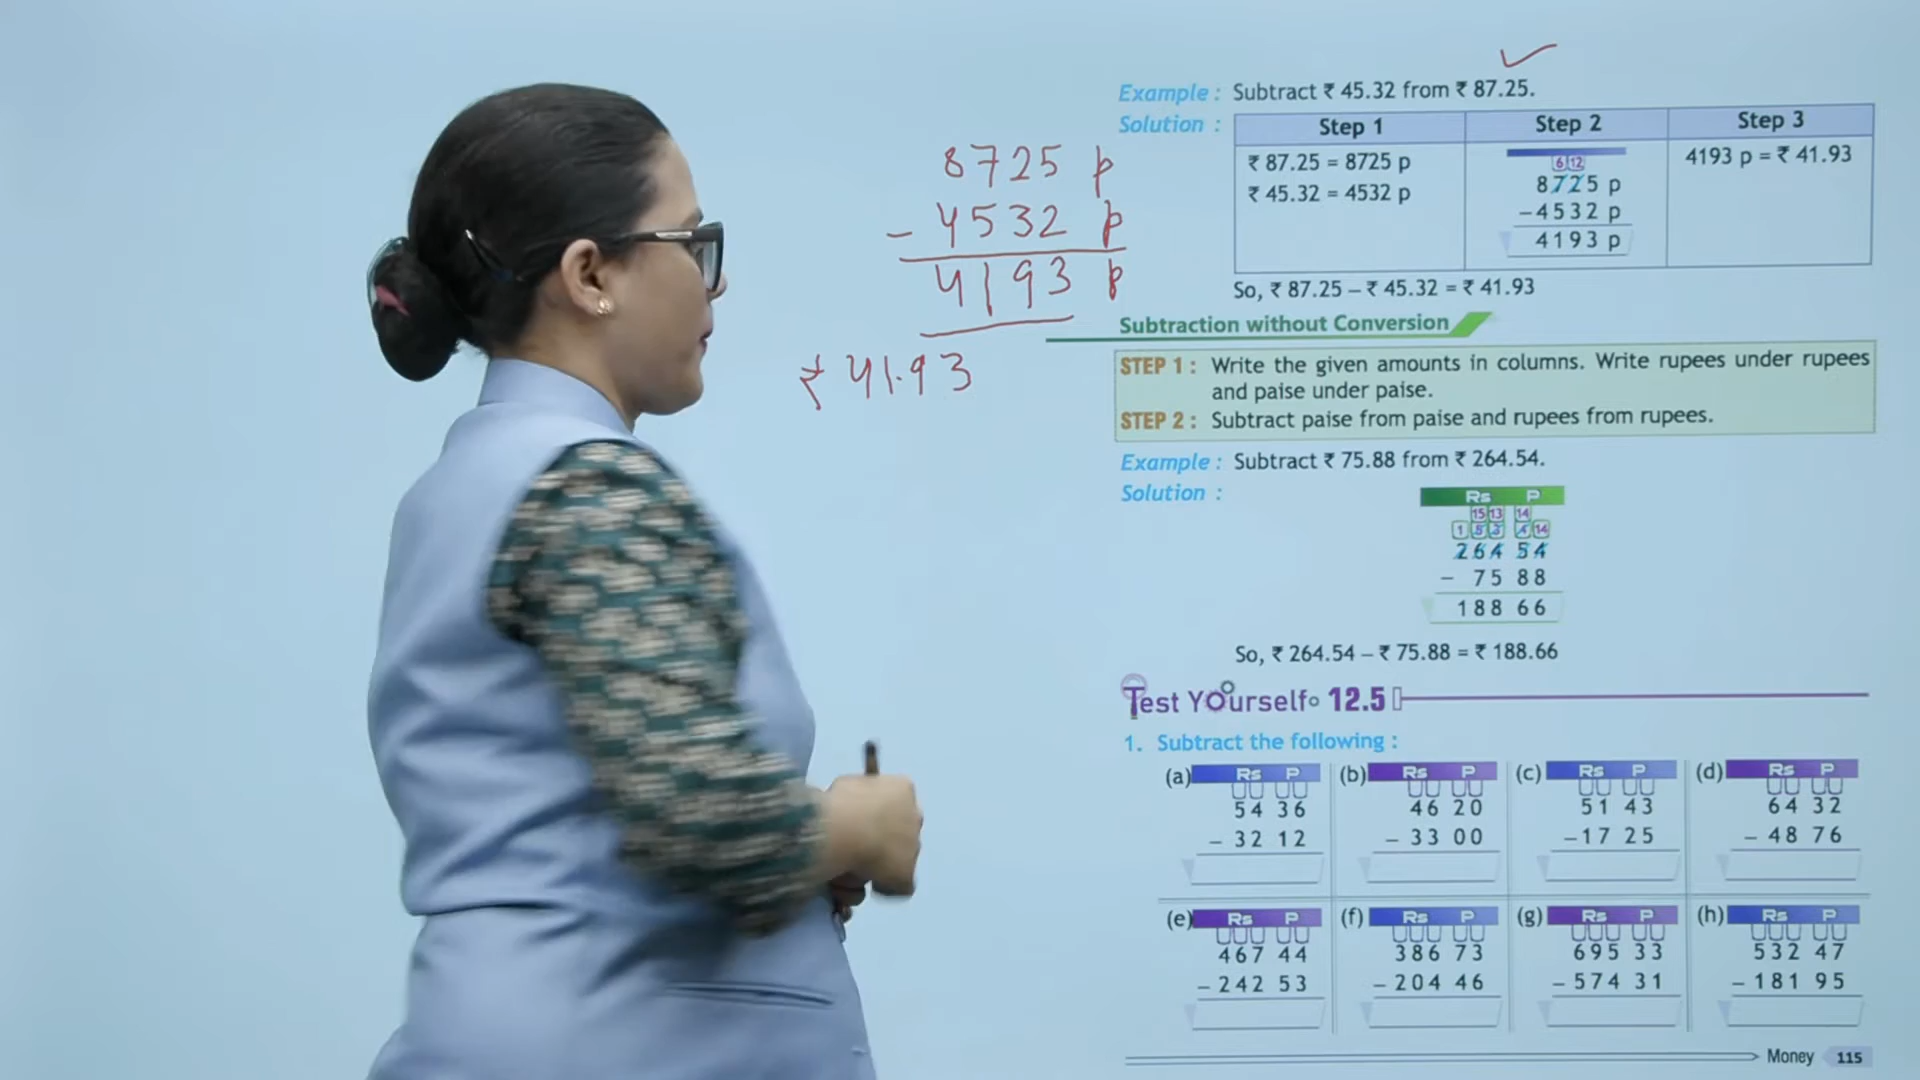 8725 p
- 4532 p
4193 p
₹ 41.93
Example : Subtract ₹ 45.32 from ₹ 87.25.
Solution :
Step 1 Step 2 Step 3
₹ 87.25 = 8725 p
₹ 45.32 = 4532 p
6 12
8725 p
–4532 p
4193 p
4193 p = ₹ 41.93
So, ₹ 87.25 – ₹ 45.32 = ₹ 41.93
Subtraction without Conversion
STEP 1 : Write the given amounts in columns. Write rupees under rupees
and paise under paise.
STEP 2 : Subtract paise from paise and rupees from rupees.
Example : Subtract ₹ 75.88 from ₹ 264.54.
Solution :
Rs P
15 13 14
1 5 3 4 14
264 54
– 75 88
188 66
So, ₹ 264.54 – ₹ 75.88 = ₹ 188.66
Test Yourself 12.5
1. Subtract the following :
(a) Rs P
54 36
– 32 12
(b) Rs P
46 20
– 33 00
(c) Rs P
51 43
–17 25
(d) Rs P
64 32
– 48 76
(e) Rs P
467 44
– 242 53
(f) Rs P
386 73
– 204 46
(g) Rs P
695 33
– 574 31
(h) Rs P
532 47
– 181 95
Money 115